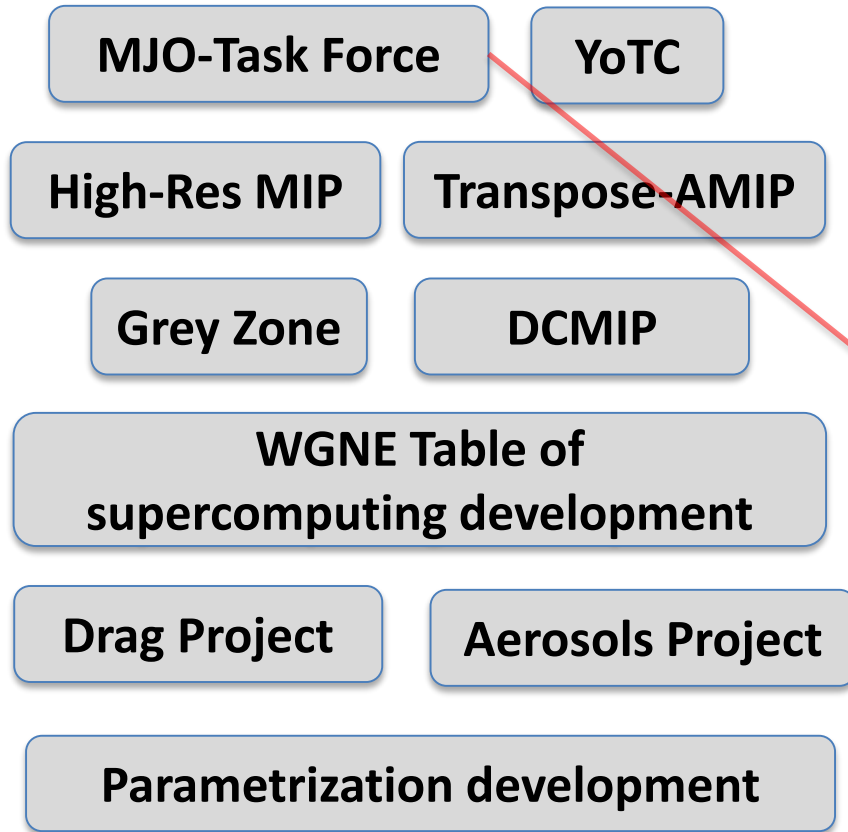 MJO-Task Force
YoTC
High-Res MIP
Transpose-AMIP
Grey Zone
DCMIP
WGNE Table of
supercomputing development
Drag Project
Aerosols Project
Parametrization development